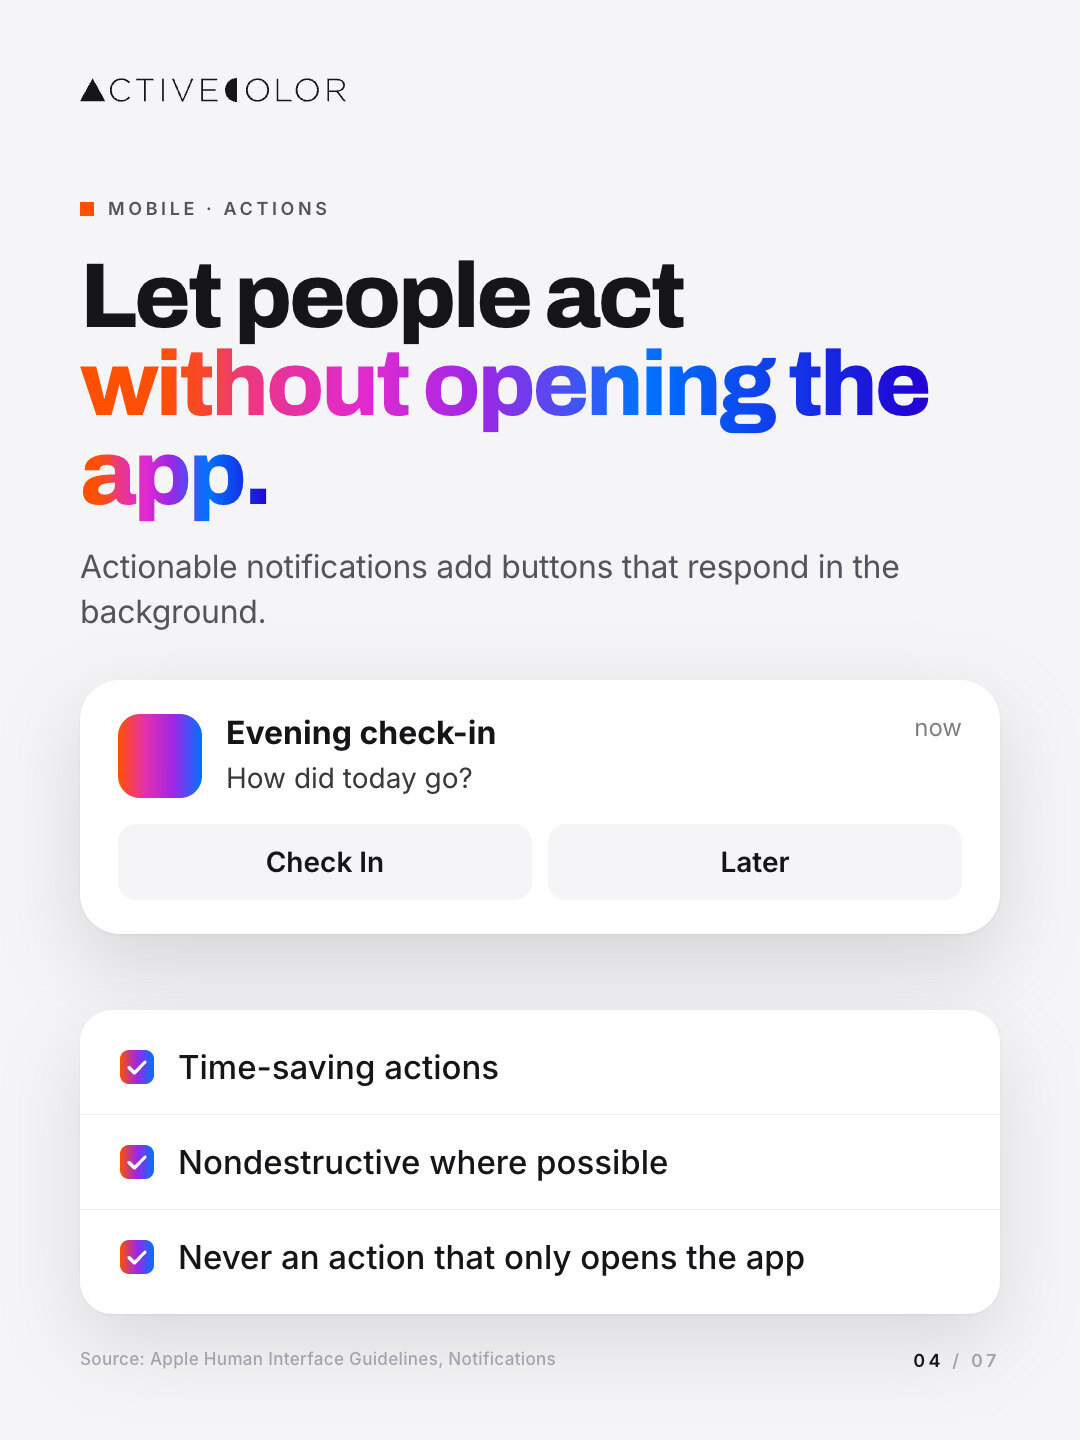 ACTIVECOLOR
MOBILE · ACTIONS
Let people act
without opening the
app.
Actionable notifications add buttons that respond in the
background.
Evening check-in
now
How did today go?
Check In
Later
Time-saving actions
Nondestructive where possible
Never an action that only opens the app
Source: Apple Human Interface Guidelines, Notifications
04 / 07